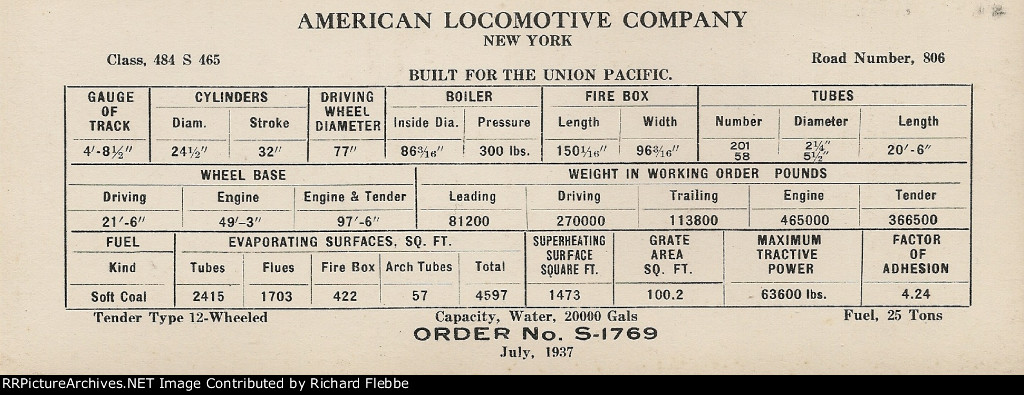 AMERICAN LOCOMOTIVE COMPANY
NEW YORK
Class, 484 S 465 Road Number, 806
BUILT FOR THE UNION PACIFIC.
GAUGE OF TRACK CYLINDERS DRIVING WHEEL DIAMETER BOILER FIRE BOX TUBES
Diam. Stroke Inside Dia. Pressure Length Width Number Diameter Length
4'-8½" 24½" 32" 77" 86 3/16" 300 lbs. 150 1/16" 96 3/16" 201 2¼" 20'-6"
58 5½"
WHEEL BASE WEIGHT IN WORKING ORDER POUNDS
Driving Engine Engine & Tender Leading Driving Trailing Engine Tender
21'-6" 49'-3" 97'-6" 81200 270000 113800 465000 366500
FUEL EVAPORATING SURFACES, SQ. FT. SUPERHEATING SURFACE SQUARE FT. GRATE AREA SQ. FT. MAXIMUM TRACTIVE POWER FACTOR OF ADHESION
Kind Tubes Flues Fire Box Arch Tubes Total
Soft Coal 2415 1703 422 57 4597 1473 100.2 63600 lbs. 4.24
Tender Type 12-Wheeled Capacity, Water, 20000 Gals Fuel, 25 Tons
ORDER No. S-1769
July, 1937
RRPictureArchives.NET Image Contributed by Richard Flebbe